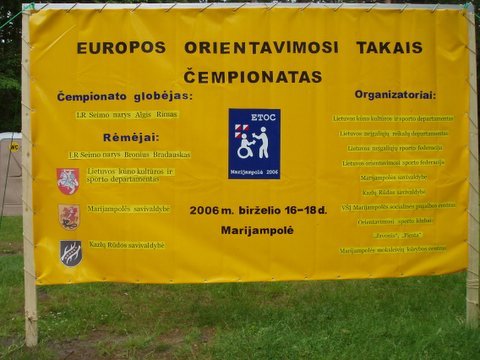 EUROPOS ORIENTAVIMOSI TAKAIS
ČEMPIONATAS
Čempionato globėjas:
LR Seimo narys Algis Rimas
Rėmėjai:
LR Seimo narys Bronius Bradauskas
Lietuvos kūno kultūros ir
sporto departamentas
Marijampolės savivaldybė
Kazlų Rūdos savivaldybė
ETOC
Marijampolė 2006
2006 m. birželio 16-18 d.
Marijampolė
Organizatoriai:
Lietuvos kūno kultūros ir sporto departamentas
Lietuvos neįgaliųjų reikalų departamentas
Lietuvos neįgaliųjų sporto federacija
Lietuvos orientavimosi sporto federacija
Marijampolės savivaldybė
Kazlų Rūdos savivaldybė
VŠĮ Marijampolės socialinės pagalbos centras
Orientavimosi sporto klubas:
Marijampolės moksleivių kūrybos centras